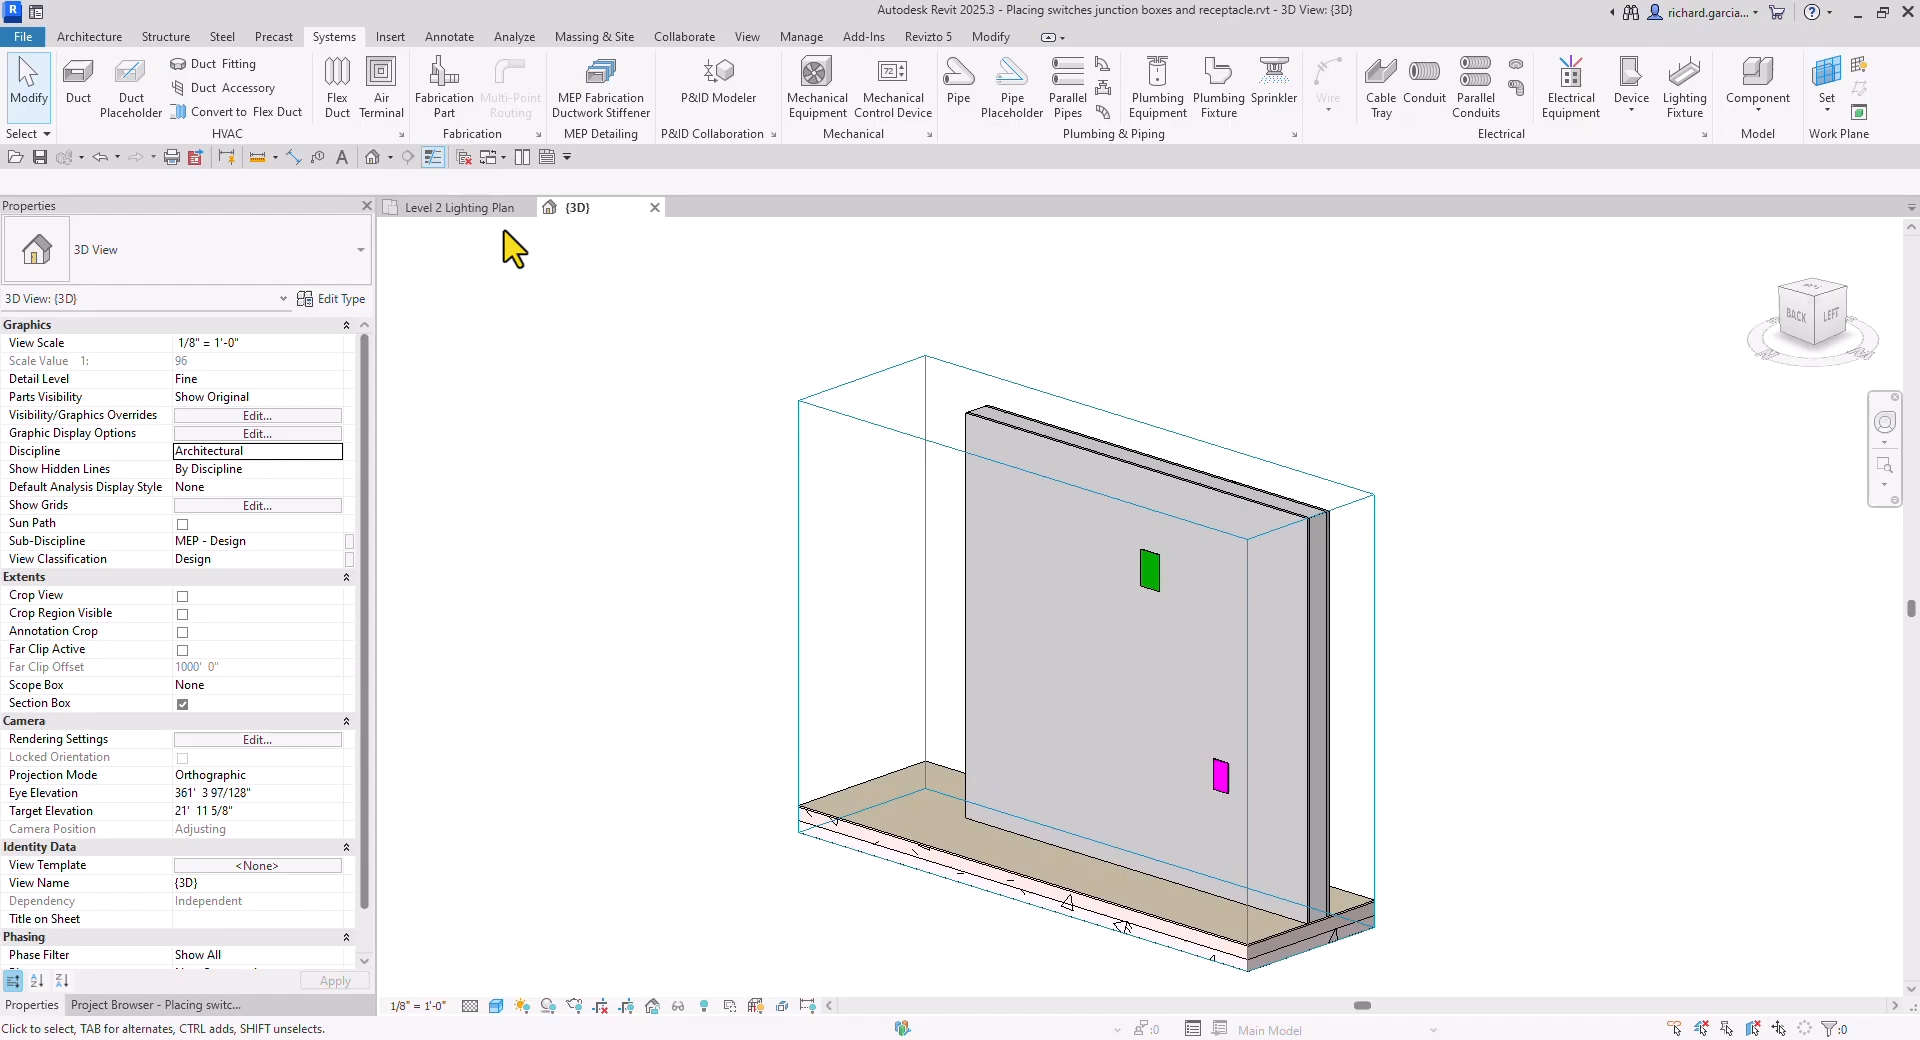 Autodesk Revit 2025.3 - Placing switches junction boxes and receptacle.rvt - 3D View: {3D}
richard.garcia...
File Architecture Structure Steel Precast Systems Insert Annotate Analyze Massing & Site Collaborate View Manage Add-Ins Revizto 5 Modify
Modify
Duct
Duct Placeholder
Duct Fitting
Duct Accessory
Convert to Flex Duct
Flex Duct
Air Terminal
Fabrication Part
Multi-Point Routing
MEP Fabrication Ductwork Stiffener
P&ID Modeler
Mechanical Equipment
Mechanical Control Device
Pipe
Pipe Placeholder
Parallel Pipes
Plumbing Equipment
Plumbing Fixture
Sprinkler
Wire
Cable Tray
Conduit
Parallel Conduits
Electrical Equipment
Device
Lighting Fixture
Component
Set
Select HVAC Fabrication MEP Detailing P&ID Collaboration Mechanical Plumbing & Piping Electrical Model Work Plane
Properties
Level 2 Lighting Plan
{3D}
3D View
3D View: {3D} Edit Type
Graphics
View Scale 1/8" = 1'-0"
Scale Value 1: 96
Detail Level Fine
Parts Visibility Show Original
Visibility/Graphics Overrides Edit...
Graphic Display Options Edit...
Discipline Architectural
Show Hidden Lines By Discipline
Default Analysis Display Style None
Show Grids Edit...
Sun Path
Sub-Discipline MEP - Design
View Classification Design
Extents
Crop View
Crop Region Visible
Annotation Crop
Far Clip Active
Far Clip Offset 1000' 0"
Scope Box None
Section Box
Camera
Rendering Settings Edit...
Locked Orientation
Projection Mode Orthographic
Eye Elevation 361' 3 97/128"
Target Elevation 21' 11 5/8"
Camera Position Adjusting
Identity Data
View Template <None>
View Name {3D}
Dependency Independent
Title on Sheet
Phasing
Phase Filter Show All
Apply
Properties Project Browser - Placing switc...
BACK LEFT
1/8" = 1'-0"
Click to select, TAB for alternates, CTRL adds, SHIFT unselects.
:0
Main Model
:0